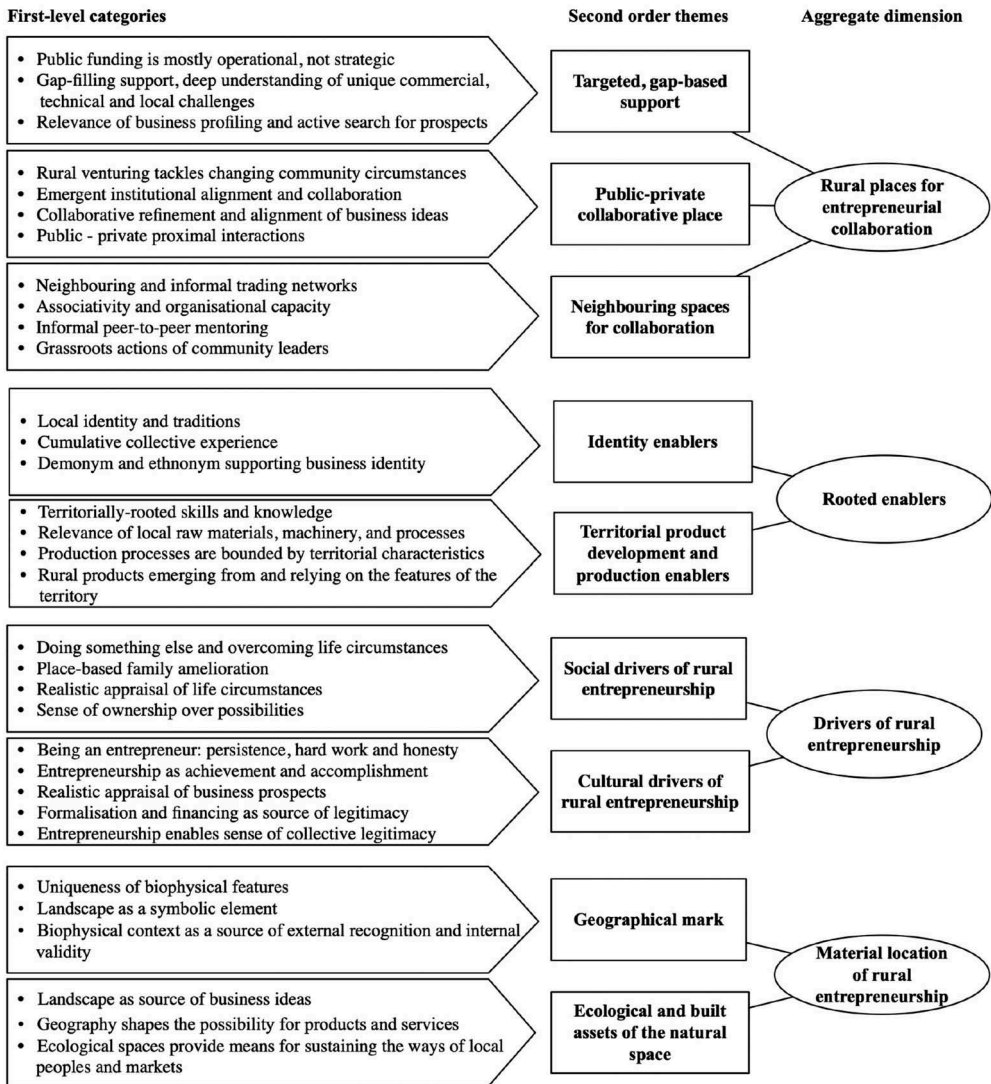 First-level categories
Second order themes
Aggregate dimension
• Public funding is mostly operational, not strategic
• Gap-filling support, deep understanding of unique commercial,
technical and local challenges
• Relevance of business profiling and active search for prospects
Targeted, gap-based
support
• Rural venturing tackles changing community circumstances
• Emergent institutional alignment and collaboration
• Collaborative refinement and alignment of business ideas
• Public - private proximal interactions
Public-private
collaborative place
• Neighbouring and informal trading networks
• Associativity and organisational capacity
• Informal peer-to-peer mentoring
• Grassroots actions of community leaders
Neighbouring spaces
for collaboration
Rural places for
entrepreneurial
collaboration
• Local identity and traditions
• Cumulative collective experience
• Demonym and ethnonym supporting business identity
Identity enablers
• Territorially-rooted skills and knowledge
• Relevance of local raw materials, machinery, and processes
• Production processes are bounded by territorial characteristics
• Rural products emerging from and relying on the features of the
territory
Territorial product
development and
production enablers
Rooted enablers
• Doing something else and overcoming life circumstances
• Place-based family amelioration
• Realistic appraisal of life circumstances
• Sense of ownership over possibilities
Social drivers of rural
entrepreneurship
• Being an entrepreneur: persistence, hard work and honesty
• Entrepreneurship as achievement and accomplishment
• Realistic appraisal of business prospects
• Formalisation and financing as source of legitimacy
• Entrepreneurship enables sense of collective legitimacy
Cultural drivers of
rural entrepreneurship
Drivers of rural
entrepreneurship
• Uniqueness of biophysical features
• Landscape as a symbolic element
• Biophysical context as a source of external recognition and internal
validity
Geographical mark
• Landscape as source of business ideas
• Geography shapes the possibility for products and services
• Ecological spaces provide means for sustaining the ways of local
peoples and markets
Ecological and built
assets of the natural
space
Material location
of rural
entrepreneurship